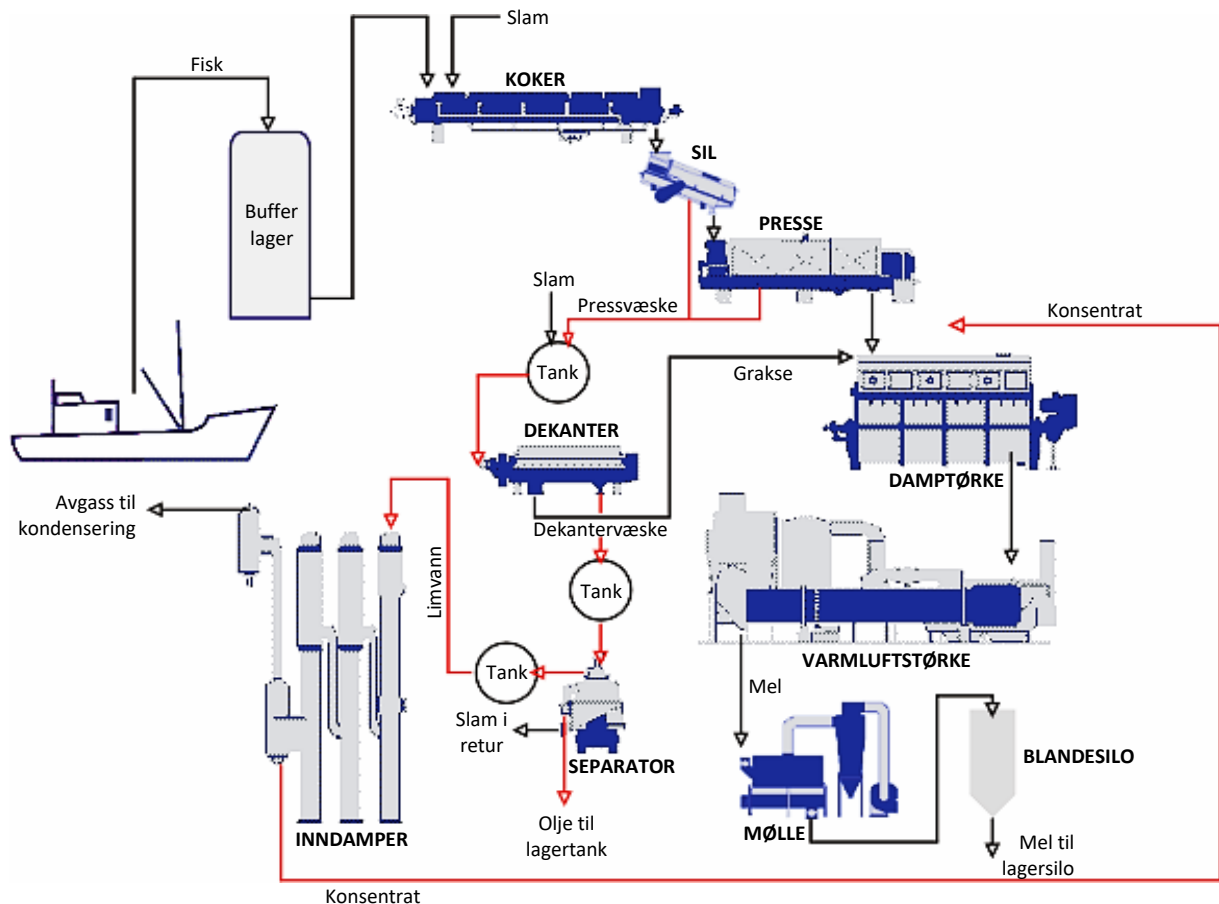 Slam
Fisk
KOKER
SIL
Buffer
lager
PRESSE
Slam
Pressvæske
Konsentrat
Tank
Grakse
DEKANTER
DAMPTØRKE
Avgass til
kondensering
Dekantervæske
Limvann
Tank
VARMLUFTSTØRKE
Tank
Mel
Slam i
retur
SEPARATOR
BLANDESILO
INNDAMPER
Olje til
lagertank
MØLLE
Mel til
lagersilo
Konsentrat